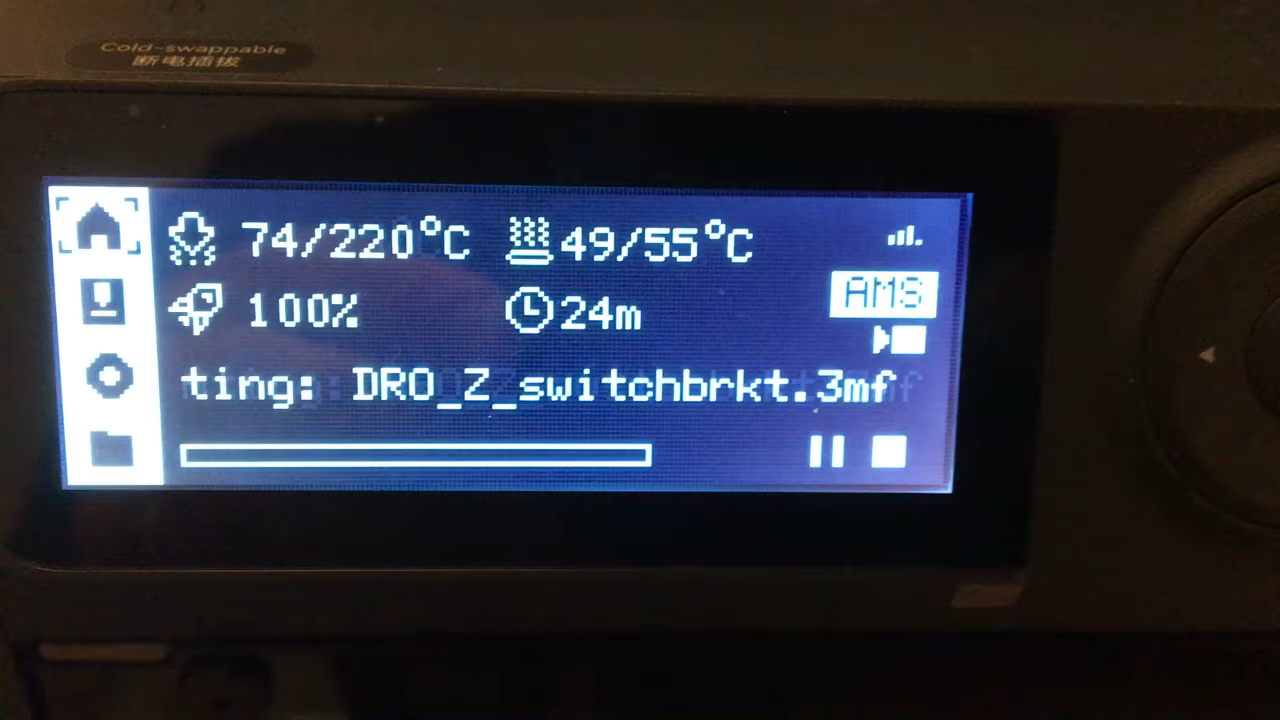 Cold-swappable
断电插拔
74/220°C 49/55°C
100% 24m
AMS
ting: DRO_Z_switchbrkt.3mf